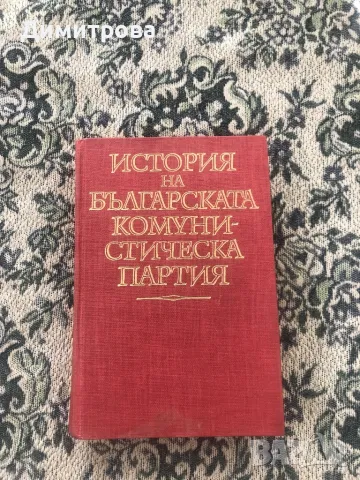 Димитрова
ИСТОРИЯ
НА
БЪЛГАРСКАТА
КОМУНИ-
СТИЧЕСКА
ПАРТИЯ